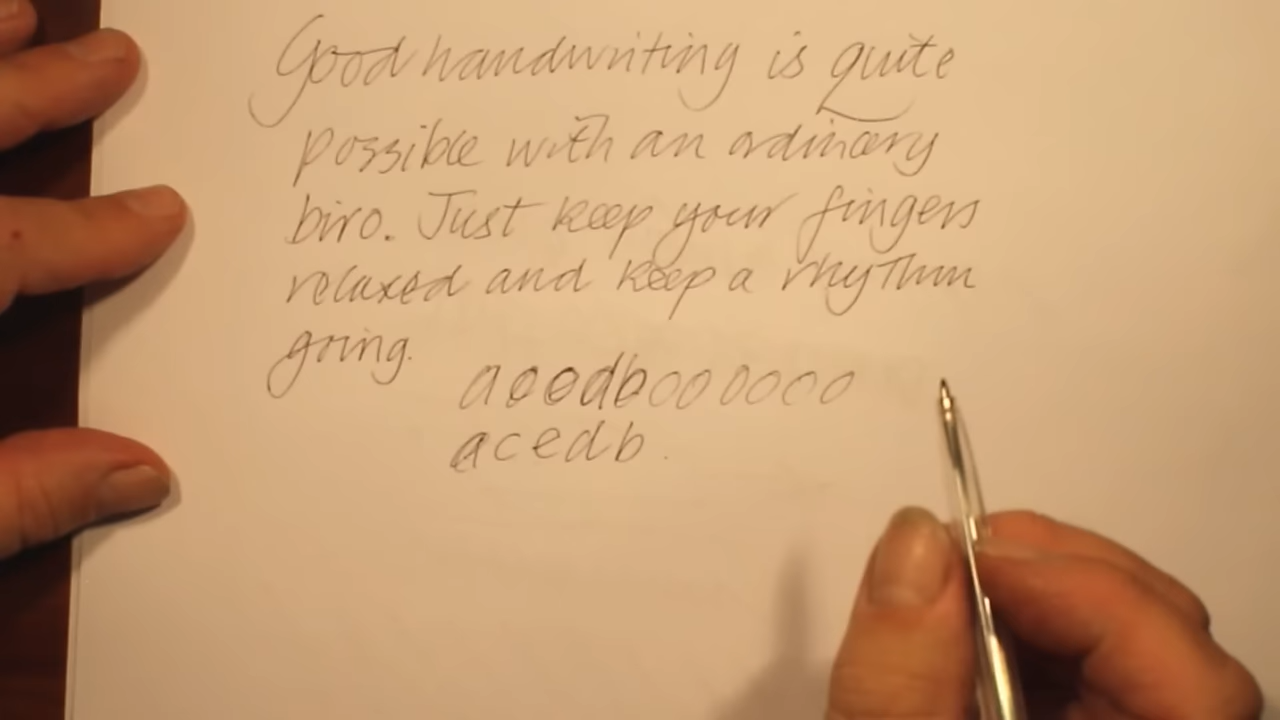 Good handwriting is quite
possible with an ordinary
biro. Just keep your fingers
relaxed and keep a rhythm
going.
aoodbooooco
acedb.